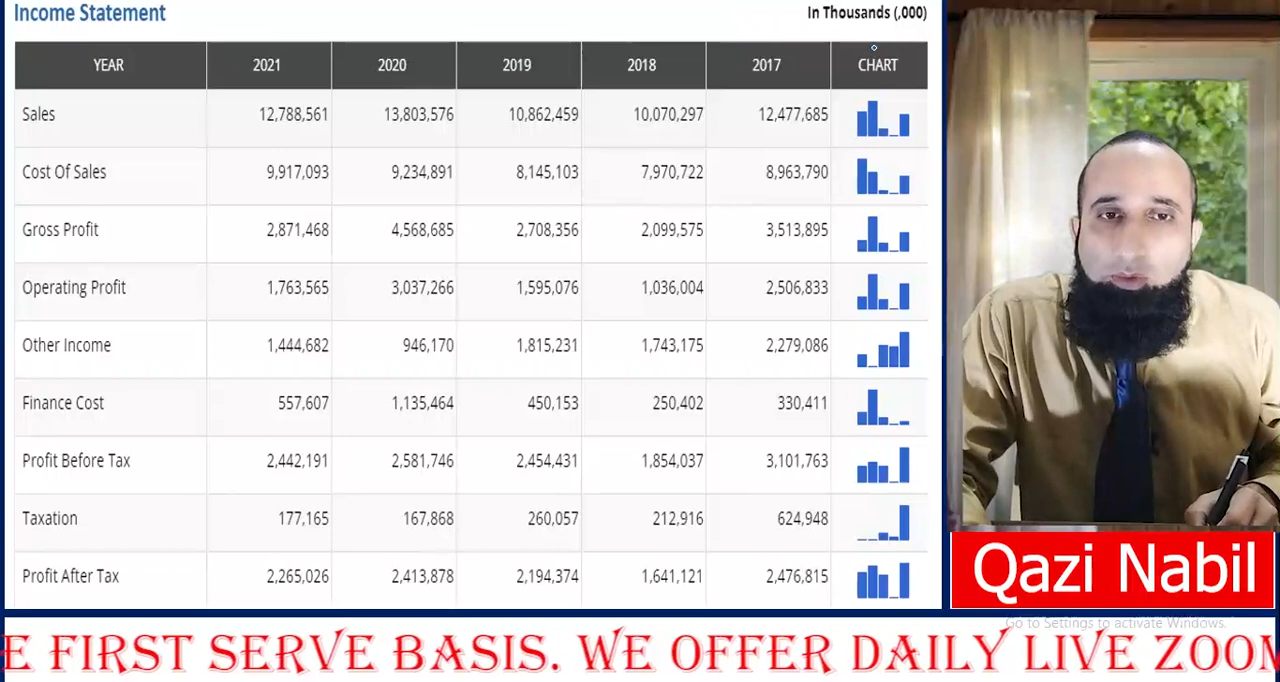 Income Statement
In Thousands (,000)
YEAR 2021 2020 2019 2018 2017 CHART
Sales 12,788,561 13,803,576 10,862,459 10,070,297 12,477,685
Cost Of Sales 9,917,093 9,234,891 8,145,103 7,970,722 8,963,790
Gross Profit 2,871,468 4,568,685 2,708,356 2,099,575 3,513,895
Operating Profit 1,763,565 3,037,266 1,595,076 1,036,004 2,506,833
Other Income 1,444,682 946,170 1,815,231 1,743,175 2,279,086
Finance Cost 557,607 1,135,464 450,153 250,402 330,411
Profit Before Tax 2,442,191 2,581,746 2,454,431 1,854,037 3,101,763
Taxation 177,165 167,868 260,057 212,916 624,948
Profit After Tax 2,265,026 2,413,878 2,194,374 1,641,121 2,476,815
Qazi Nabil
Go to Settings to activate Windows.
E FIRST SERVE BASIS. WE OFFER DAILY LIVE ZOOM